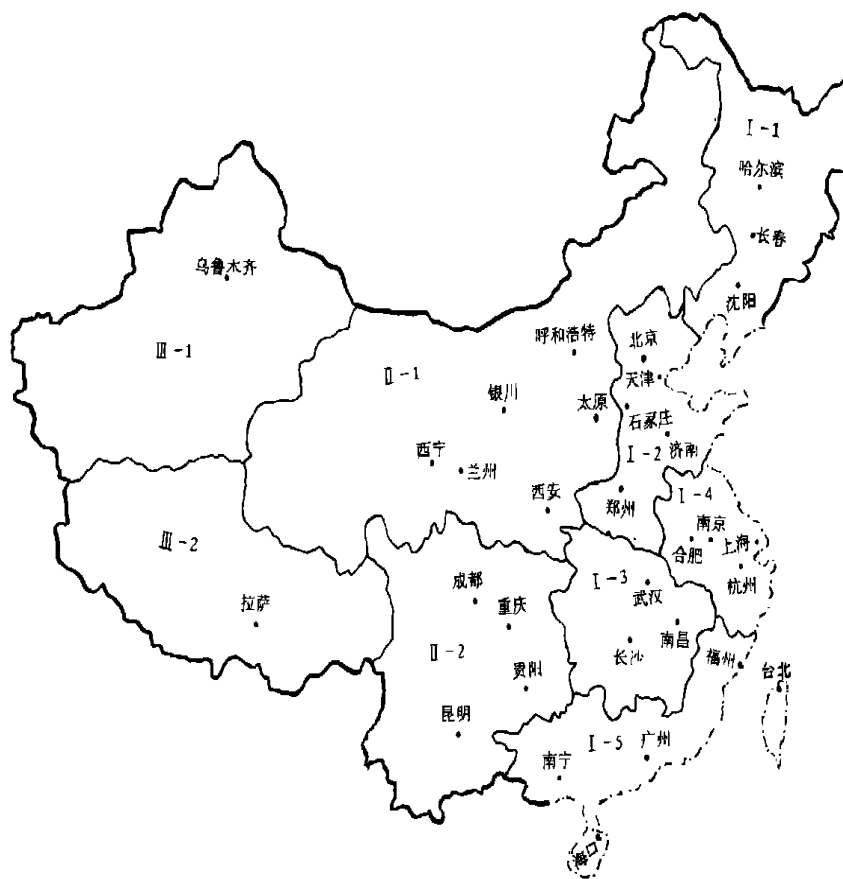 I-1
哈尔滨
长春
沈阳
乌鲁木齐
III-1
呼和浩特
北京
II-1
天津
银川
太原
石家庄
济南
I-2
西宁
兰州
西安
郑州
I-4
南京
合肥
上海
杭州
III-2
拉萨
成都
重庆
I-3
武汉
II-2
长沙
南昌
福州
台北
贵阳
昆明
I-5
广州
南宁
海口